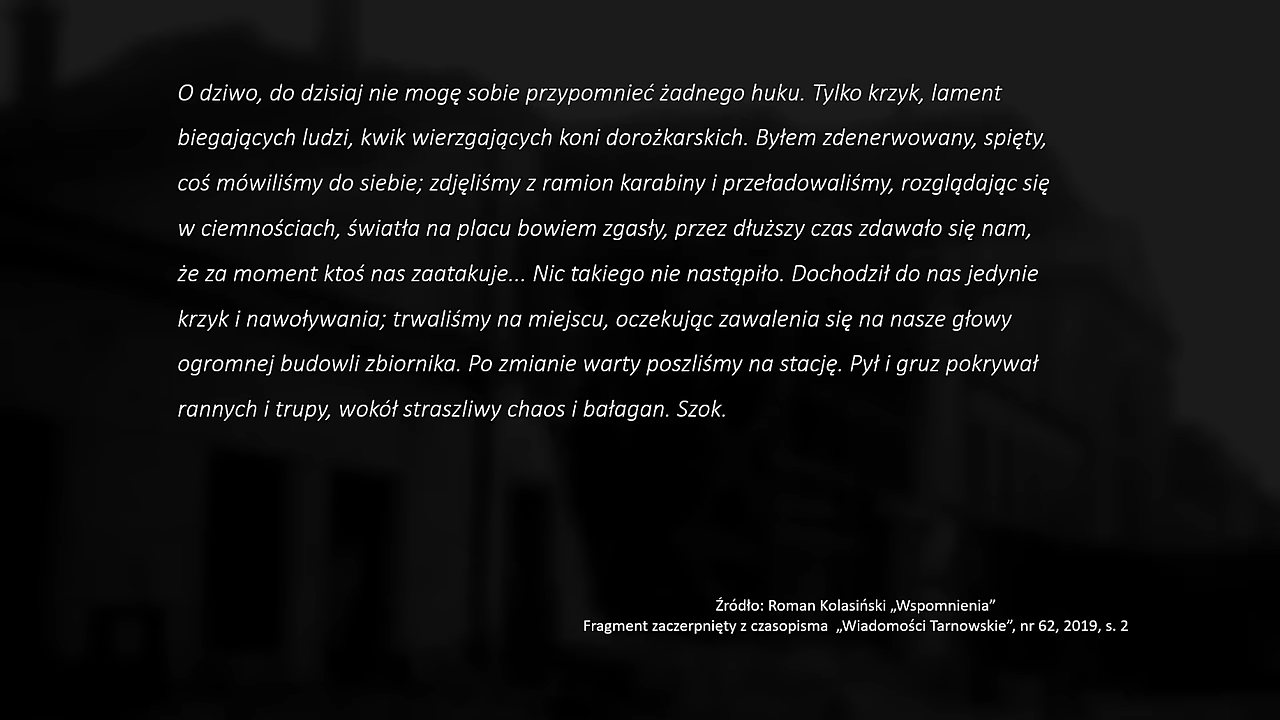 O dziwo, do dzisiaj nie mogę sobie przypomnieć żadnego huku. Tylko krzyk, lament
biegających ludzi, kwik wierzgających koni dorożkarskich. Byłem zdenerwowany, spięty,
coś mówiliśmy do siebie; zdjęliśmy z ramion karabiny i przeładowaliśmy, rozglądając się
w ciemnościach, światła na placu bowiem zgasły, przez dłuższy czas zdawało się nam,
że za moment ktoś nas zaatakuje... Nic takiego nie nastąpiło. Dochodził do nas jedynie
krzyk i nawoływania; trwaliśmy na miejscu, oczekując zawalenia się na nasze głowy
ogromnej budowli zbiornika. Po zmianie warty poszliśmy na stację. Pył i gruz pokrywał
rannych i trupy, wokół straszliwy chaos i bałagan. Szok.
Źródło: Roman Kolasiński „Wspomnienia”
Fragment zaczerpnięty z czasopisma „Wiadomości Tarnowskie”, nr 62, 2019, s. 2